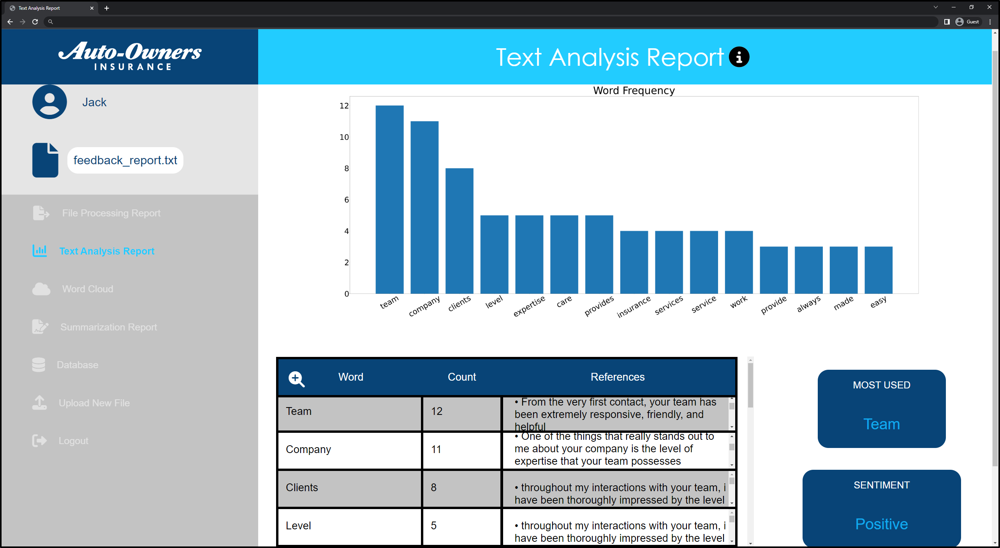 Text Analysis Report
Guest
Auto-Owners
INSURANCE
Text Analysis Report
Jack
feedback_report.txt
File Processing Report
Text Analysis Report
Word Cloud
Summarization Report
Database
Upload New File
Logout
Word Frequency
12
10
8
6
4
2
0
team company clients level expertise care provides insurance services service work provide always made easy
Word Count References
Team 12 • From the very first contact, your team has
been extremely responsive, friendly, and
helpful
Company 11 • One of the things that really stands out to
me about your company is the level of
expertise that your team possesses
Clients 8 • throughout my interactions with your team, i
have been thoroughly impressed by the level
Level 5 • throughout my interactions with your team, i
have been thoroughly impressed by the level
MOST USED
Team
SENTIMENT
Positive